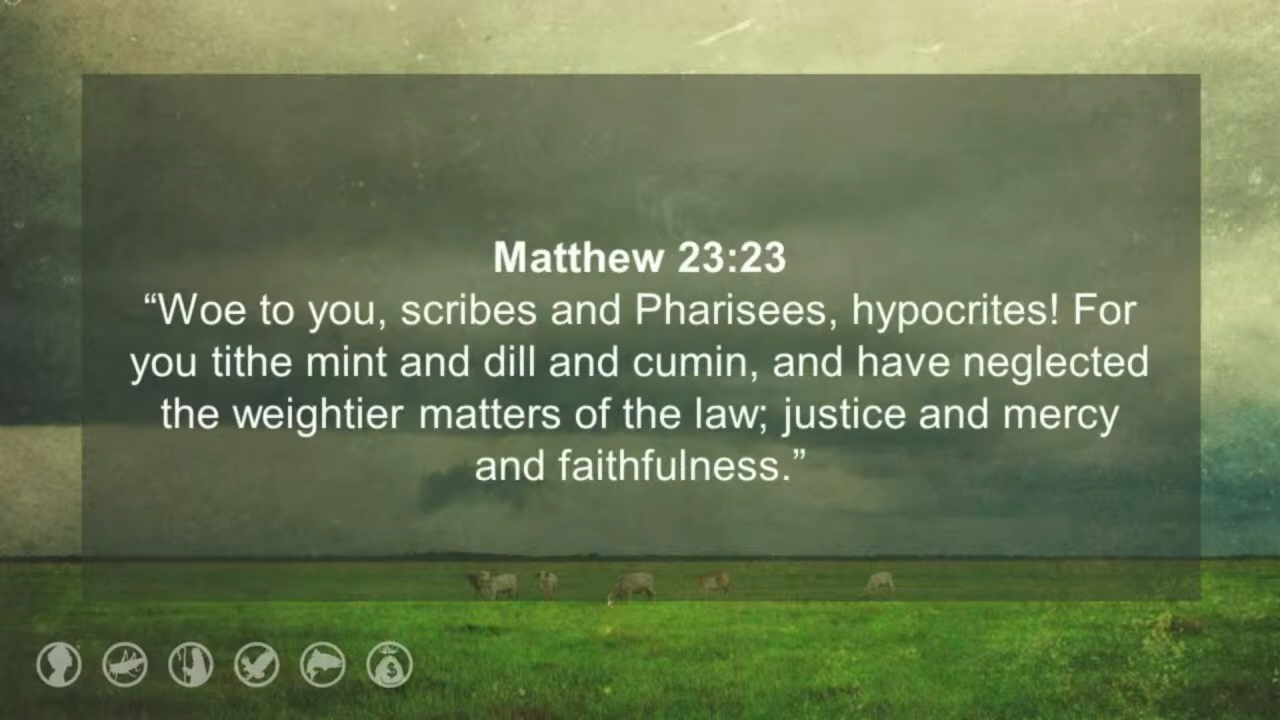 Matthew 23:23
“Woe to you, scribes and Pharisees, hypocrites! For
you tithe mint and dill and cumin, and have neglected
the weightier matters of the law; justice and mercy
and faithfulness.”
$